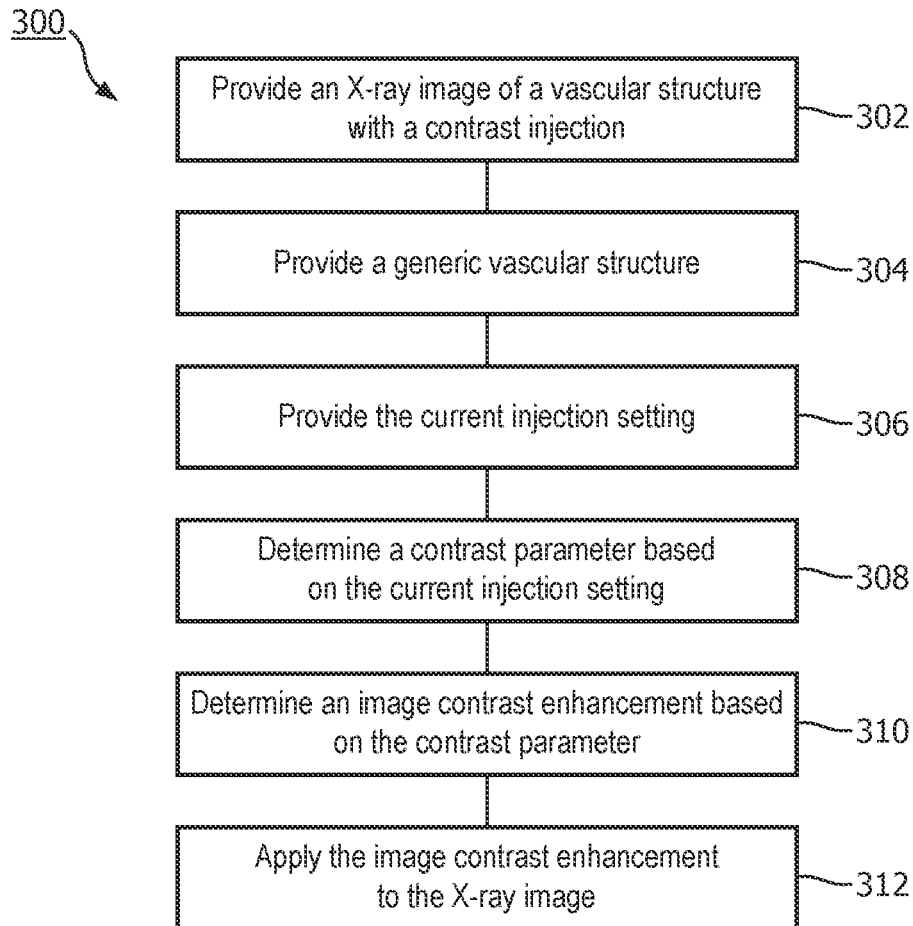 300
Provide an X-ray image of a vascular structure
with a contrast injection
302
Provide a generic vascular structure
304
Provide the current injection setting
306
Determine a contrast parameter based
on the current injection setting
308
Determine an image contrast enhancement based
on the contrast parameter
310
Apply the image contrast enhancement
to the X-ray image
312